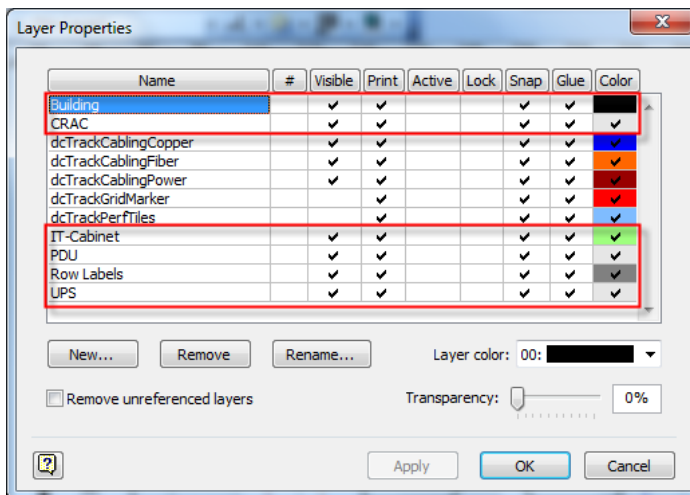 Layer Properties
Name # Visible Print Active Lock Snap Glue Color
Building
CRAC
dcTrackCablingCopper
dcTrackCablingFiber
dcTrackCablingPower
dcTrackGridMarker
dcTrackPerfTiles
IT-Cabinet
PDU
Row Labels
UPS
New... Remove Rename... Layer color: 00:
Remove unreferenced layers Transparency: 0%
? Apply OK Cancel